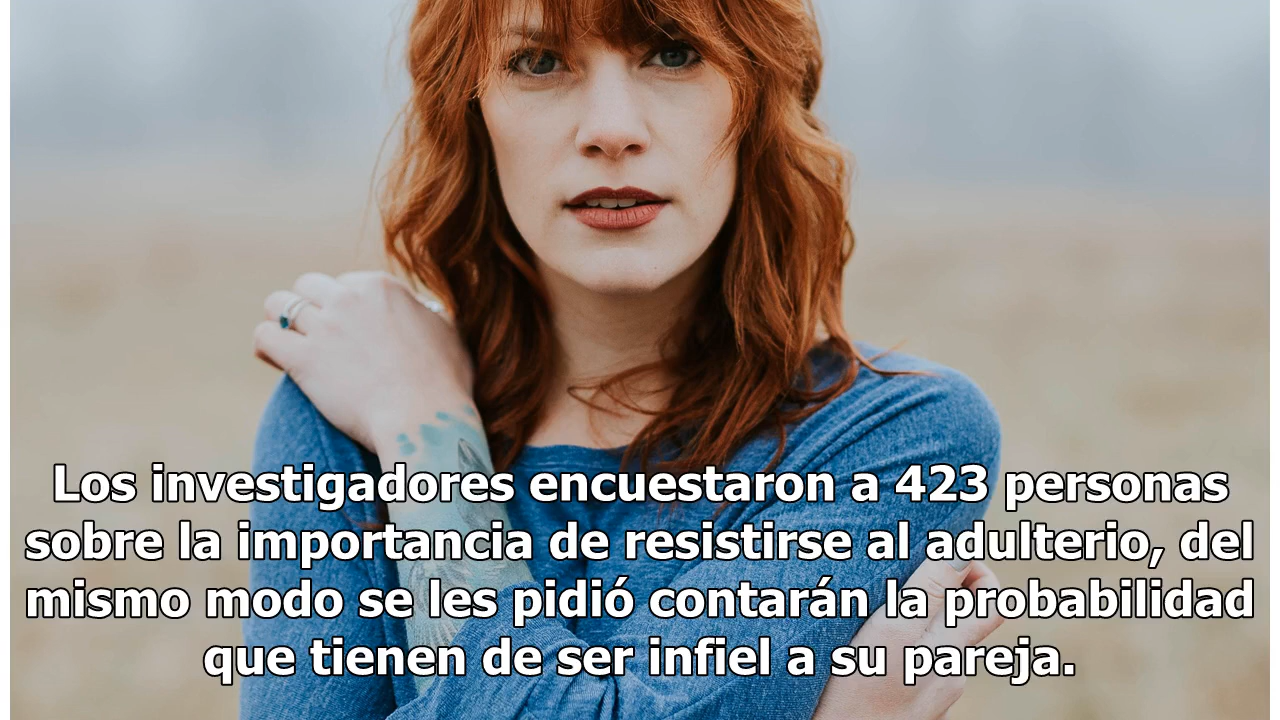 Los investigadores encuestaron a 423 personas
sobre la importancia de resistirse al adulterio, del
mismo modo se les pidió contarán la probabilidad
que tienen de ser infiel a su pareja.